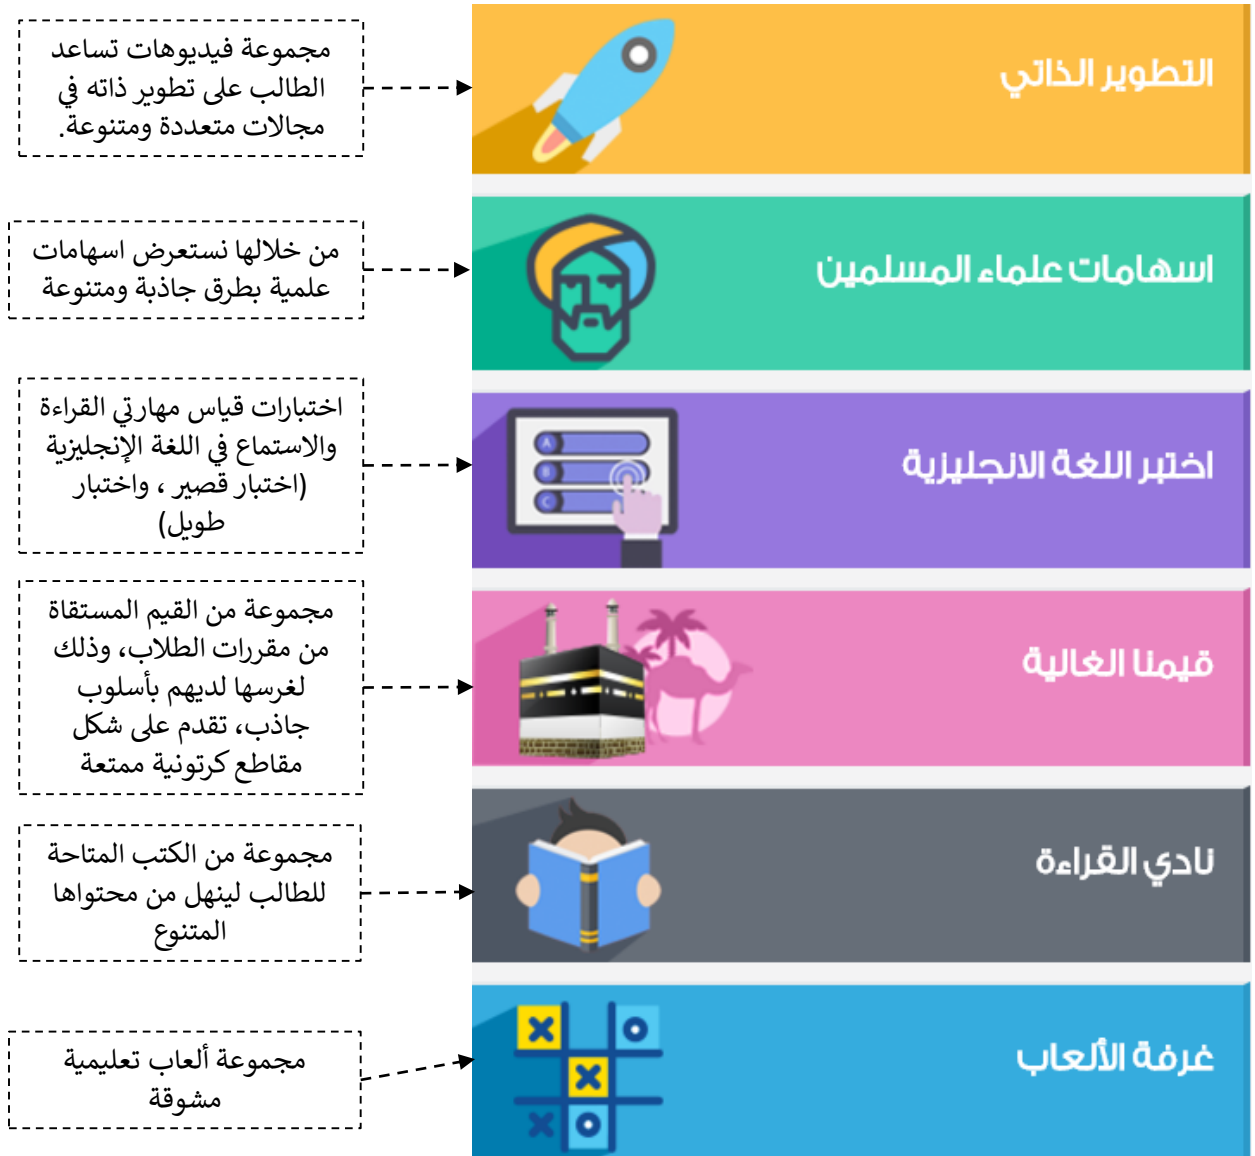 التطوير الذاتي
مجموعة فيديوهات تساعد
الطالب على تطوير ذاته في
مجالات متعددة ومتنوعة.
اسهامات علماء المسلمين
من خلالها نستعرض اسهامات
علمية بطرق جاذبة ومتنوعة
اختبر اللغة الانجليزية
A
B
C
اختبارات قياس مهارتي القراءة
والاستماع في اللغة الإنجليزية
(اختبار قصير ، واختبار
طويل)
قيمنا الغالية
مجموعة من القيم المستقاة
من مقررات الطلاب، وذلك
لغرسها لديهم بأسلوب
جاذب، تقدم على شكل
مقاطع كرتونية ممتعة
نادي القراءة
مجموعة من الكتب المتاحة
للطالب لينهل من محتواها
المتنوع
غرفة الألعاب
مجموعة ألعاب تعليمية
مشوقة